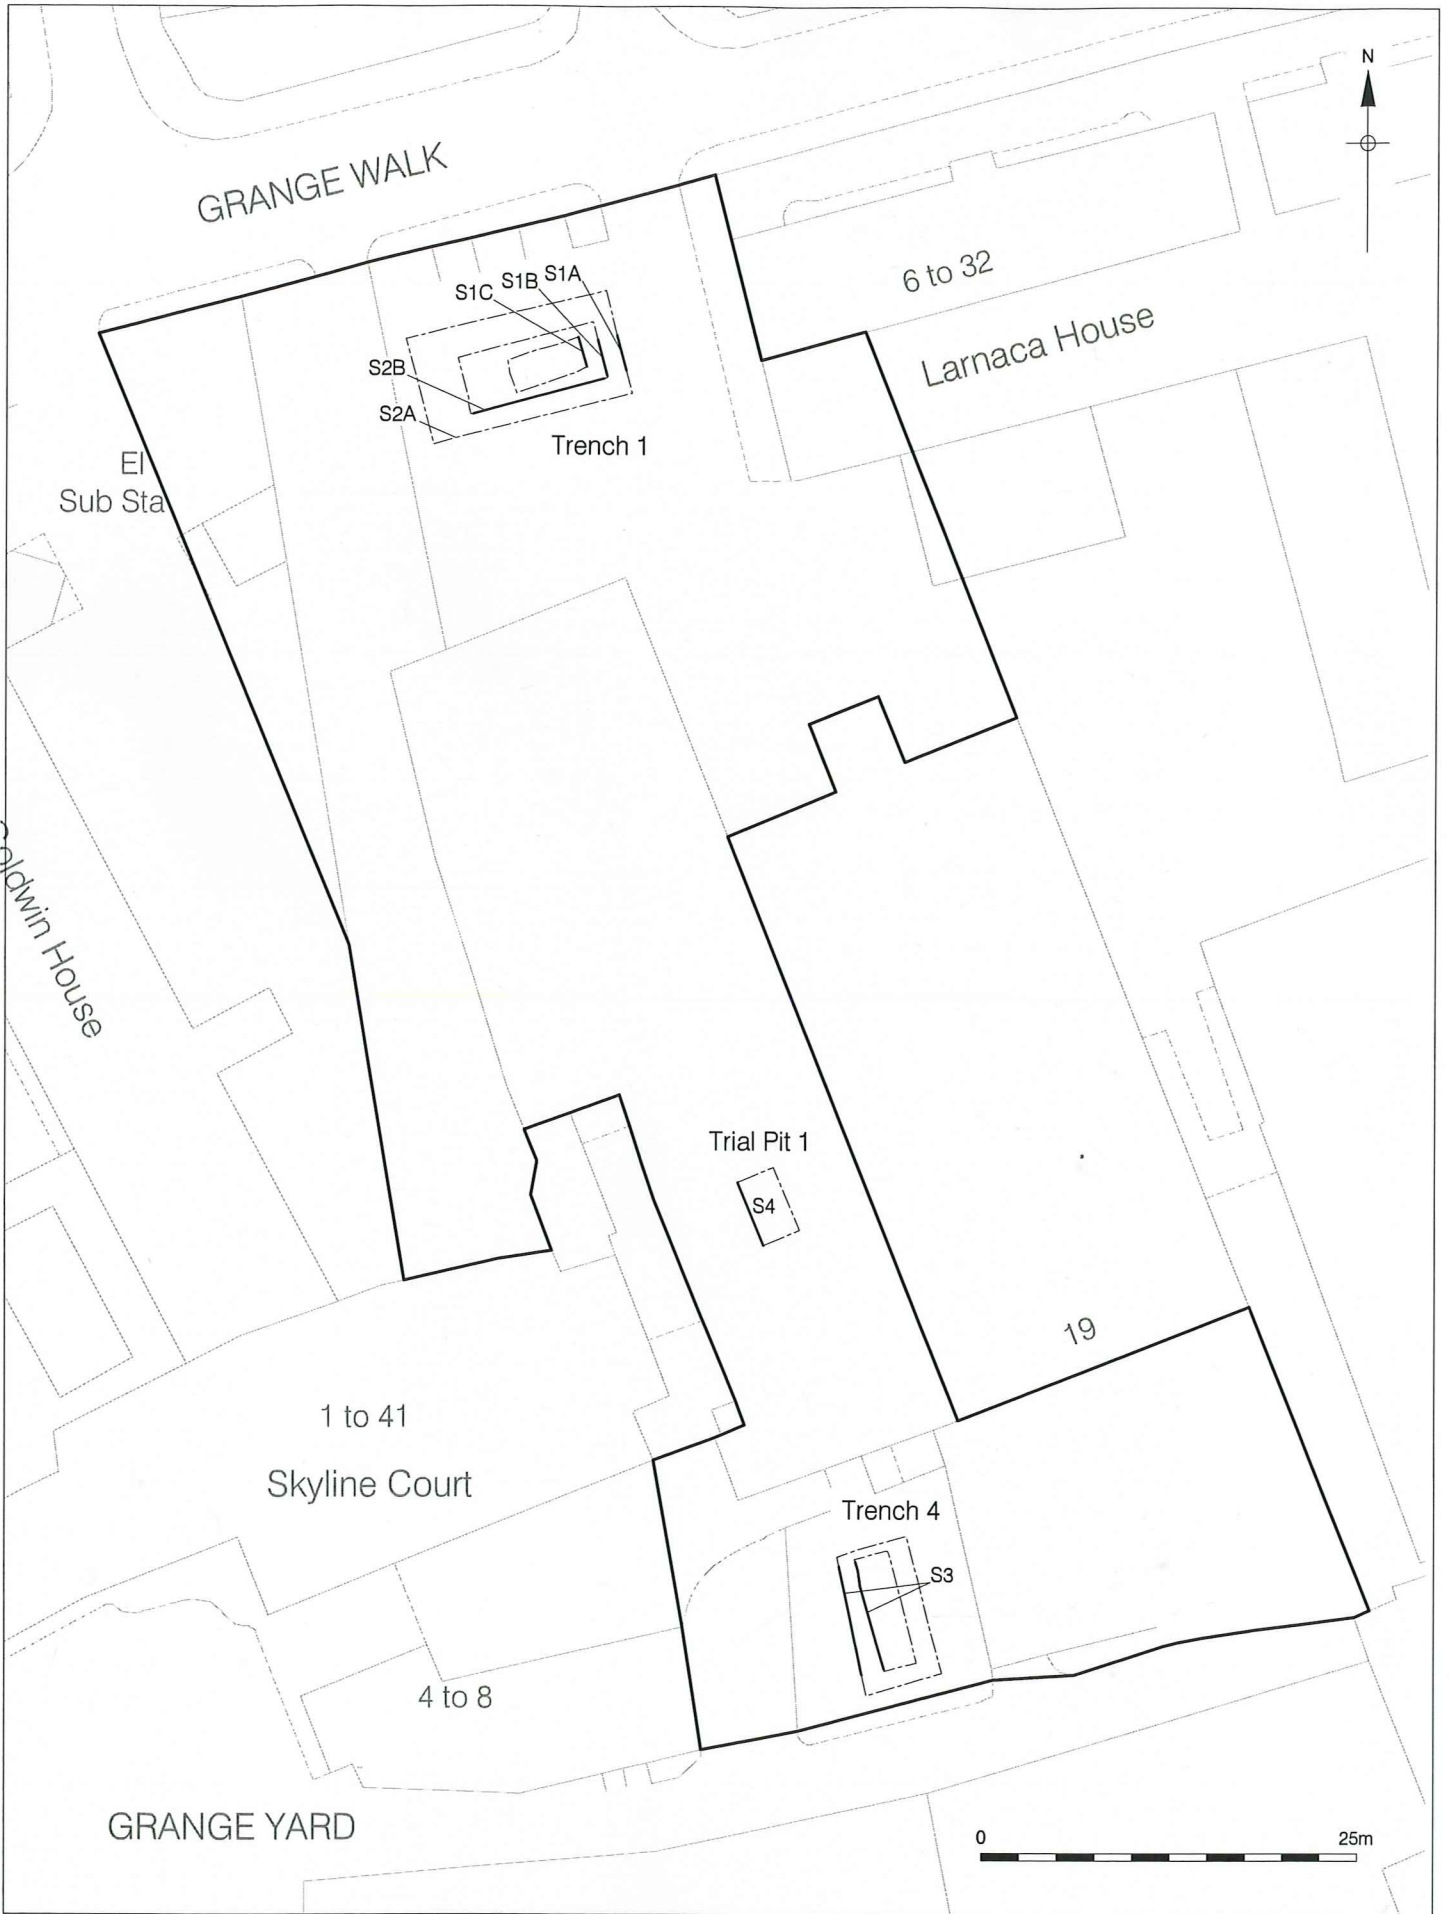 N
GRANGE WALK
6 to 32
Larnaca House
S1C S1B S1A
S2B
S2A
Trench 1
El
Sub Sta
House
Trial Pit 1
S4
19
1 to 41
Skyline Court
Trench 4
S3
4 to 8
GRANGE YARD
0 25m